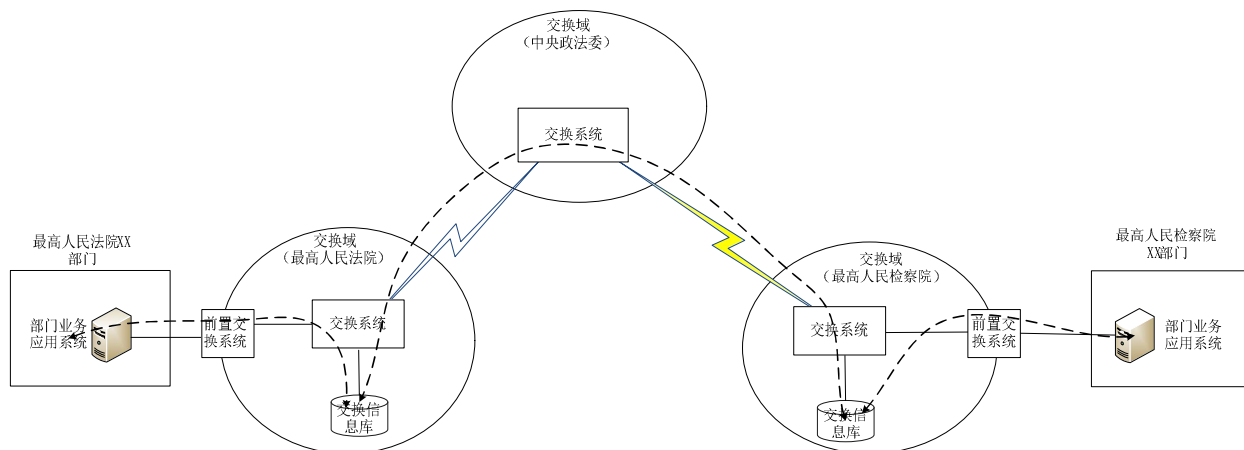 交换域
（中央政法委）
交换系统
最高人民法院XX
部门
部门业务
应用系统
前置交
换系统
交换域
（最高人民法院）
交换系统
交换信
息库
交换域
（最高人民检察院）
交换系统
交换信
息库
前置交
换系统
最高人民检察院
XX部门
部门业务
应用系统